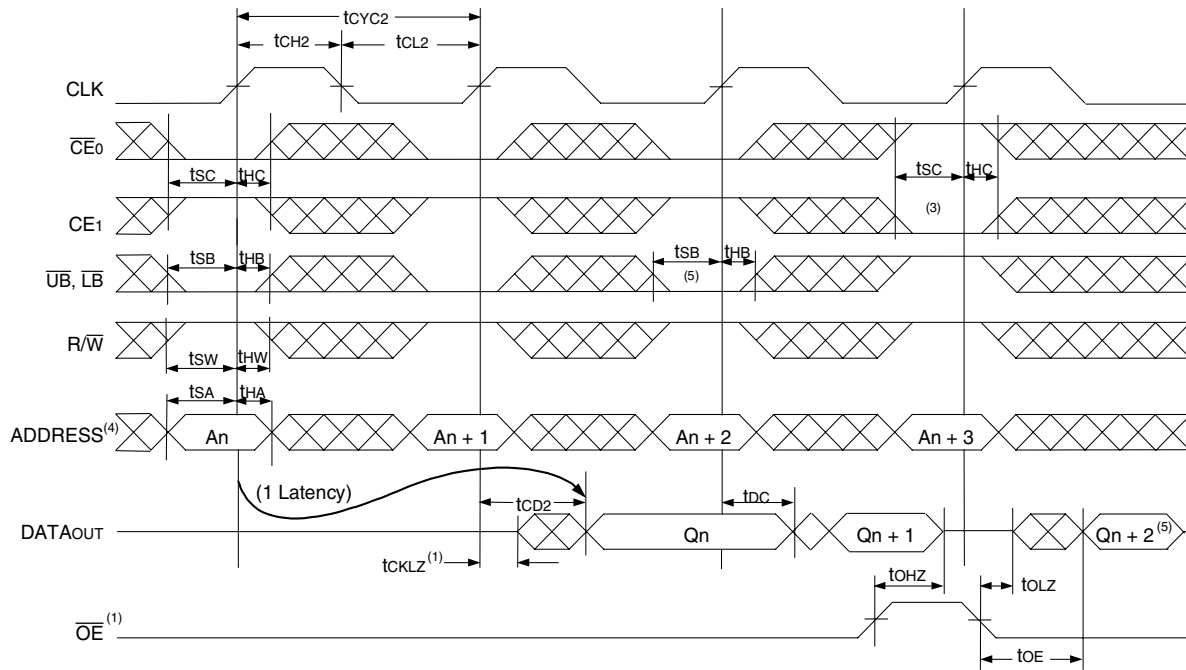 tCYC2
tCH2
tCL2
CLK
CE0
tSC
tHC
tSC
tHC
CE1
(3)
tSB
tHB
tSB
tHB
UB, LB
(5)
R/W
tSW
tHW
tSA
tHA
ADDRESS(4)
An
An + 1
An + 2
An + 3
(1 Latency)
tCD2
tDC
DATAOUT
Qn
Qn + 1
Qn + 2(5)
tCKLZ(1)
tOHZ
tOLZ
OE(1)
tOE